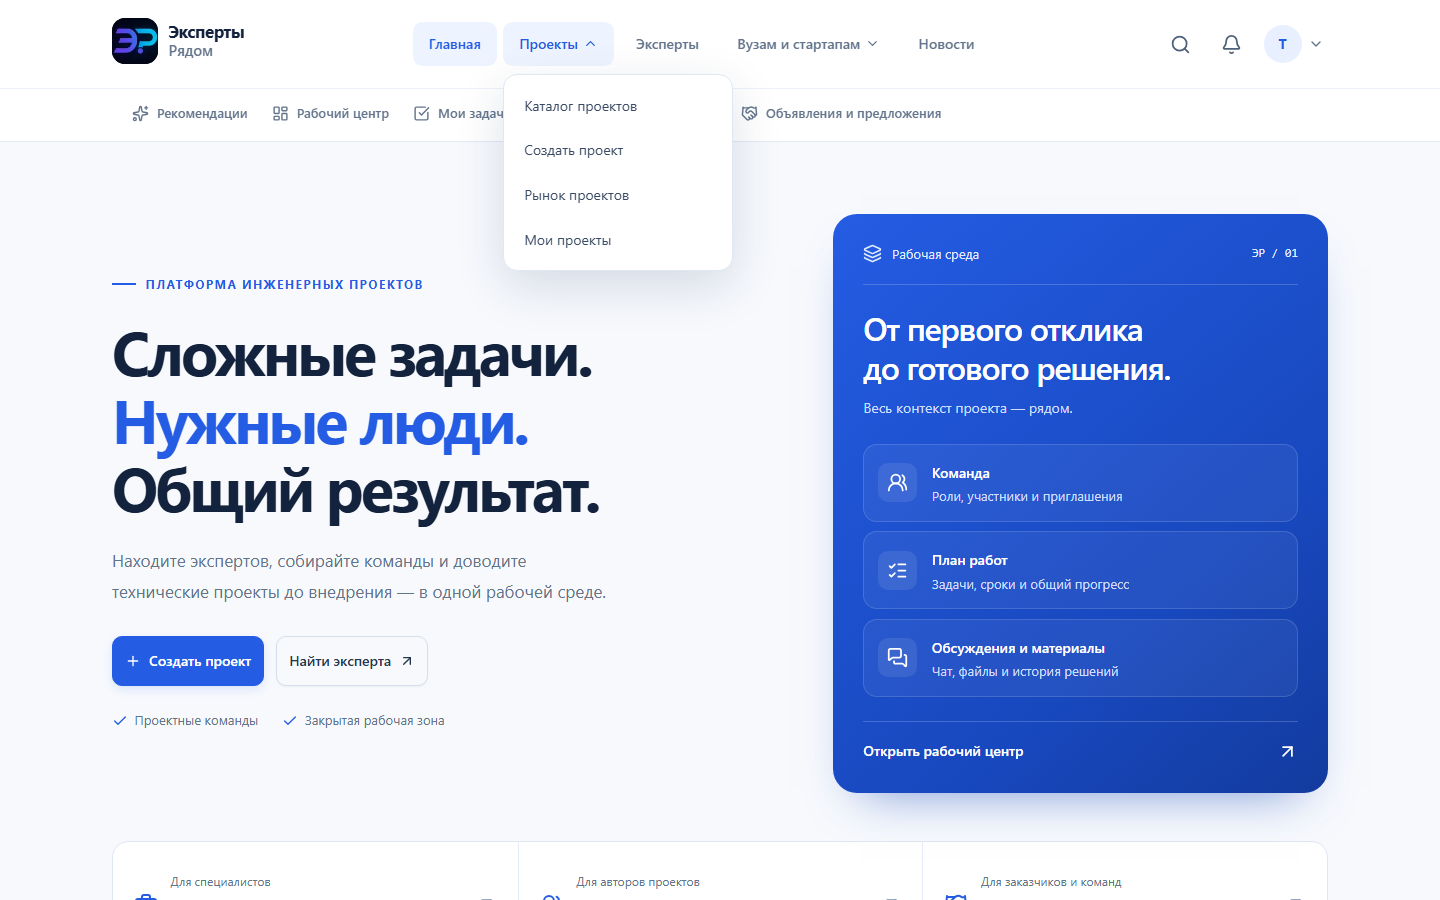 ЭР
Эксперты
Рядом
Главная
Проекты
Эксперты
Вузам и стартапам
Новости
Т
Рекомендации
Рабочий центр
Мои
Объявления и предложения
Каталог проектов
Создать проект
Рынок проектов
Мои проекты
ПЛАТФОРМА ИНЖЕНЕРНЫХ ПРОЕКТОВ
Сложные задачи.
Нужные люди.
Общий результат.
Находите экспертов, собирайте команды и доводите
технические проекты до внедрения — в одной рабочей среде.
Создать проект
Найти эксперта
Проектные команды
Закрытая рабочая зона
Рабочая среда
ЭР / 01
От первого отклика
до готового решения.
Весь контекст проекта — рядом.
Команда
Роли, участники и приглашения
План работ
Задачи, сроки и общий прогресс
Обсуждения и материалы
Чат, файлы и история решений
Открыть рабочий центр
Для специалистов
Для авторов проектов
Для заказчиков и команд